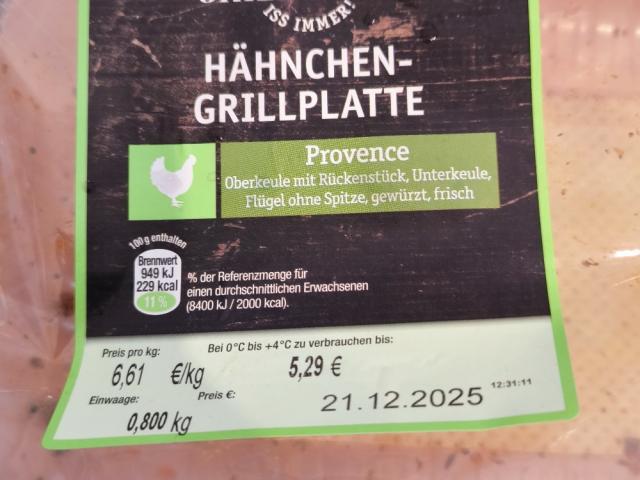 ISS IMMER!
HÄHNCHEN-
GRILLPLATTE
Provence
Oberkeule mit Rückenstück, Unterkeule,
Flügel ohne Spitze, gewürzt, frisch
100 g enthalten
Brennwert
949 kJ
229 kcal
11 %
% der Referenzmenge für
einen durchschnittlichen Erwachsenen
(8400 kJ / 2000 kcal).
Preis pro kg: Bei 0°C bis +4°C zu verbrauchen bis:
6,61 €/kg 5,29 €
Einwaage: Preis €: 21.12.2025 12:31:11
0,800 kg